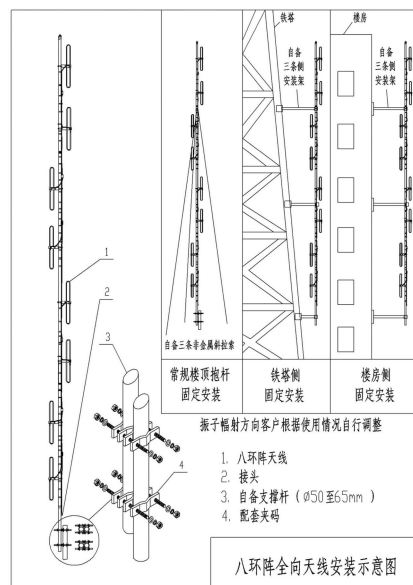 铁塔
楼房
自备
三条侧
安装架
自备
三条侧
安装架
1
2
3
4
自备三条非金属斜拉索
常规楼顶抱杆
固定安装
铁塔侧
固定安装
楼房侧
固定安装
振子幅射方向客户根据使用情况自行调整
1. 八环阵天线
2. 接头
3. 自备支撑杆（Ø50至65mm）
4. 配套夹码
八环阵全向天线安装示意图